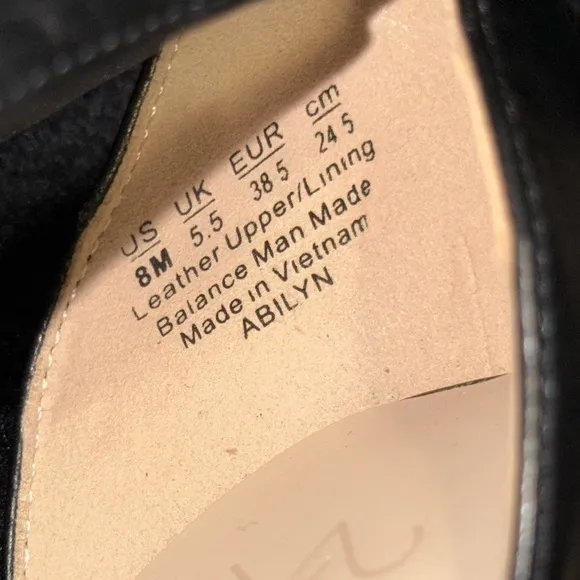 US UK EUR cm
8M 5.5 38 5 24 5
Leather Upper/Lining
Balance Man Made
Made in Vietnam
ABILYN